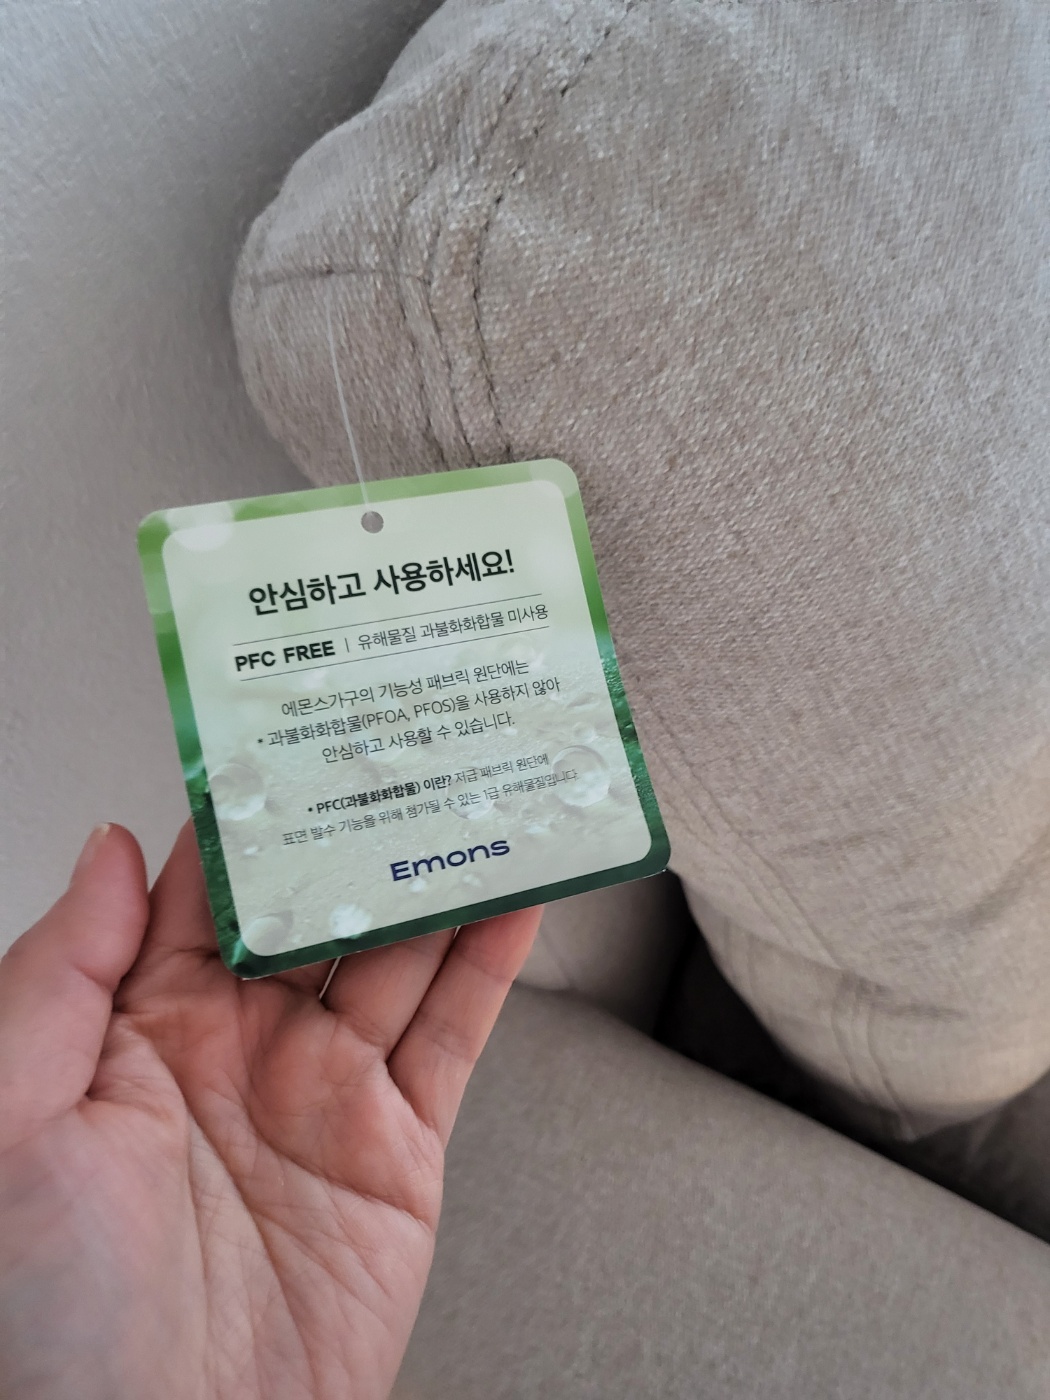 안심하고 사용하세요!
PFC FREE | 유해물질 과불화화합물 미사용
에몬스가구의 기능성 패브릭 원단에는
* 과불화화합물(PFOA, PFOS)을 사용하지 않아
안심하고 사용할 수 있습니다.
* PFC(과불화화합물) 이란? 저급 패브릭 원단에
표면 발수 기능을 위해 첨가될 수 있는 1급 유해물질입니다.
Emons